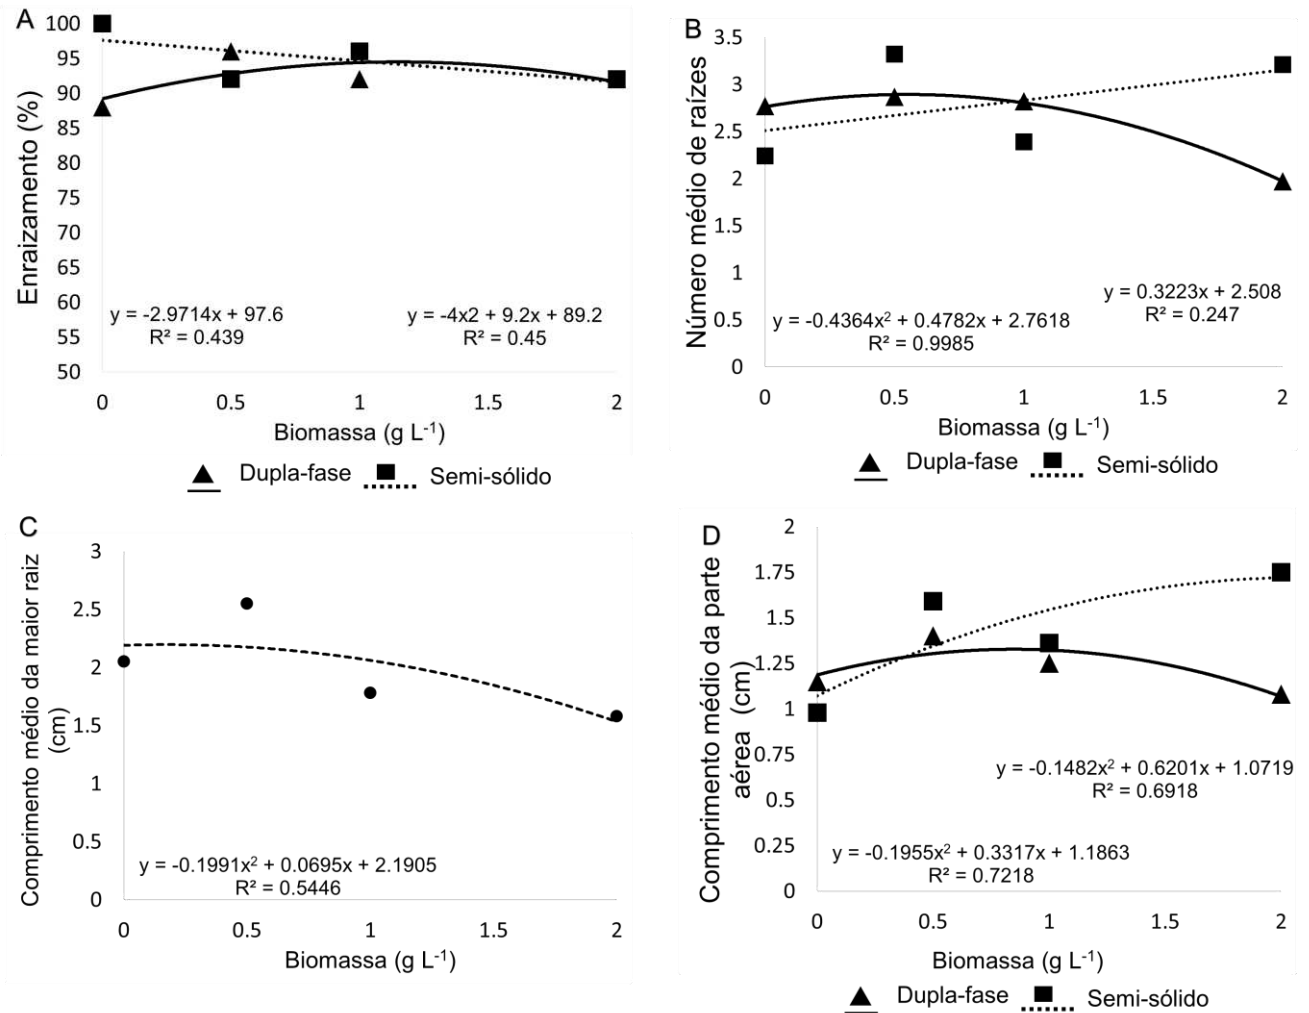 A
Enraizamento (%)
100
95
90
85
80
75
70
65
60
55
50
y = -2.9714x + 97.6
R² = 0.439
y = -4x2 + 9.2x + 89.2
R² = 0.45
0 0.5 1 1.5 2
Biomassa (g L⁻¹)
Dupla-fase Semi-sólido
B
Número médio de raízes
3.5
3
2.5
2
1.5
1
0.5
0
y = -0.4364x² + 0.4782x + 2.7618
R² = 0.9985
y = 0.3223x + 2.508
R² = 0.247
0 0.5 1 1.5 2
Biomassa (g L⁻¹)
Dupla-fase Semi-sólido
C
Comprimento médio da maior raiz
(cm)
3
2.5
2
1.5
1
0.5
0
y = -0.1991x² + 0.0695x + 2.1905
R² = 0.5446
0 0.5 1 1.5 2
Biomassa (g L⁻¹)
D
Comprimento médio da parte
aérea (cm)
2
1.75
1.5
1.25
1
0.75
0.5
0.25
0
y = -0.1482x² + 0.6201x + 1.0719
R² = 0.6918
y = -0.1955x² + 0.3317x + 1.1863
R² = 0.7218
0 0.5 1 1.5 2
Biomassa (g L⁻¹)
Dupla-fase Semi-sólido